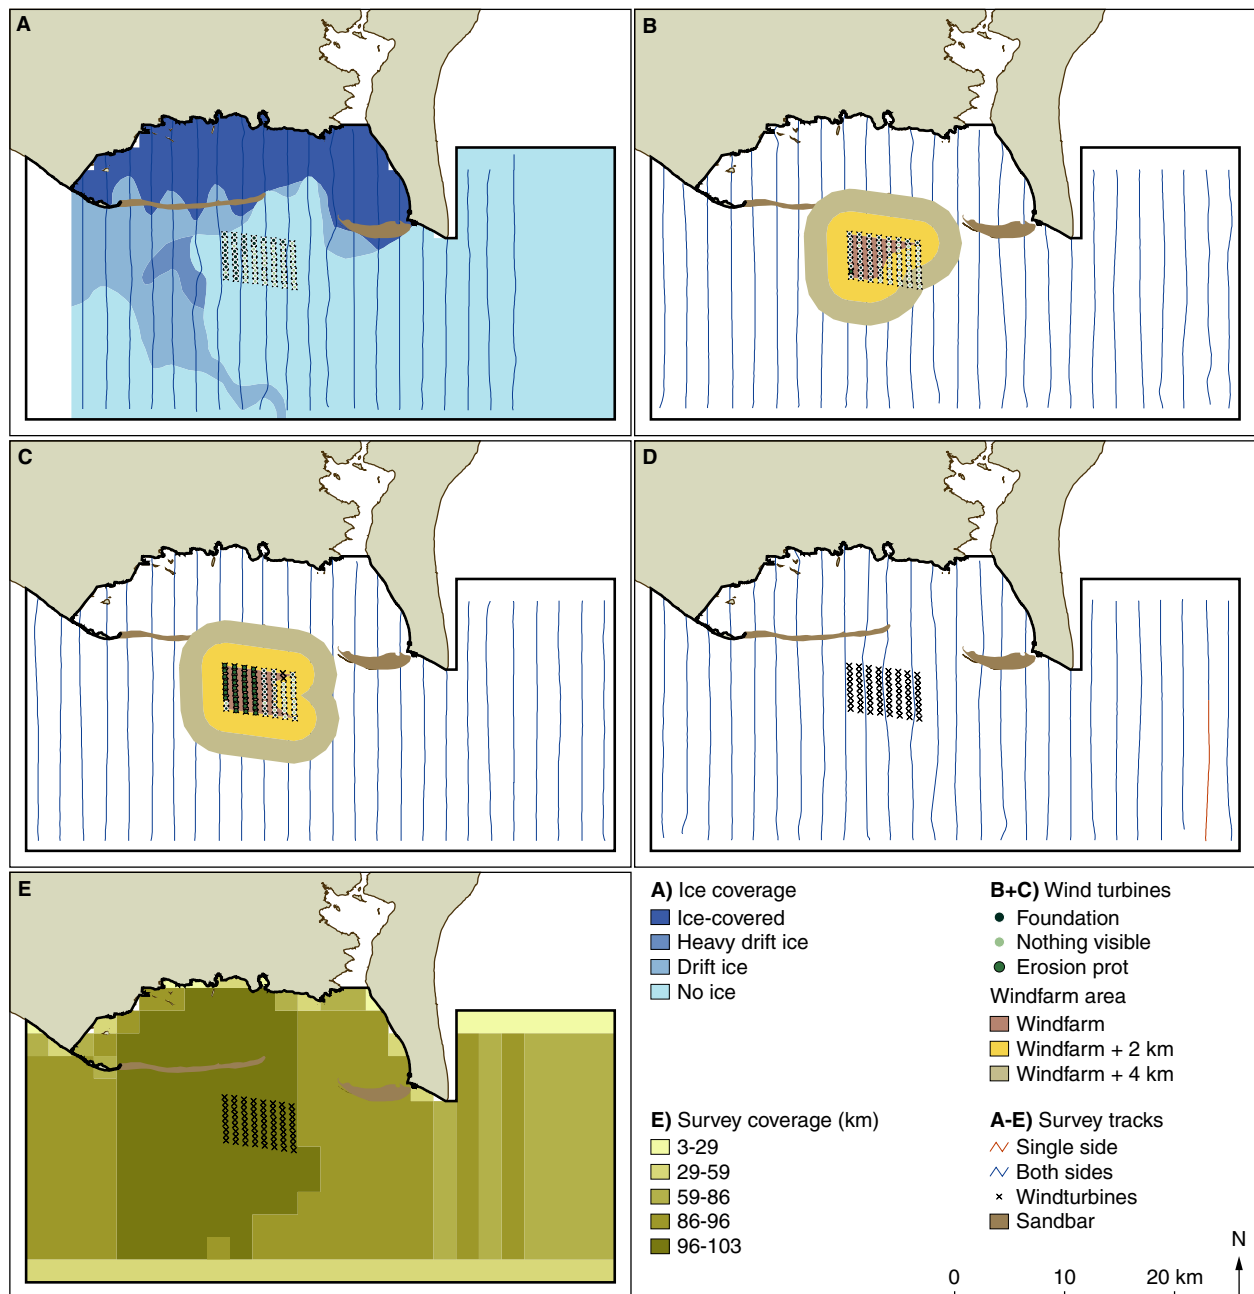 A
B
C
D
E
A) Ice coverage
Ice-covered
Heavy drift ice
Drift ice
No ice
B+C) Wind turbines
Foundation
Nothing visible
Erosion prot
Windfarm area
Windfarm
Windfarm + 2 km
Windfarm + 4 km
E) Survey coverage (km)
3-29
29-59
59-86
86-96
96-103
A-E) Survey tracks
Single side
Both sides
Windturbines
Sandbar
N
0 10 20 km